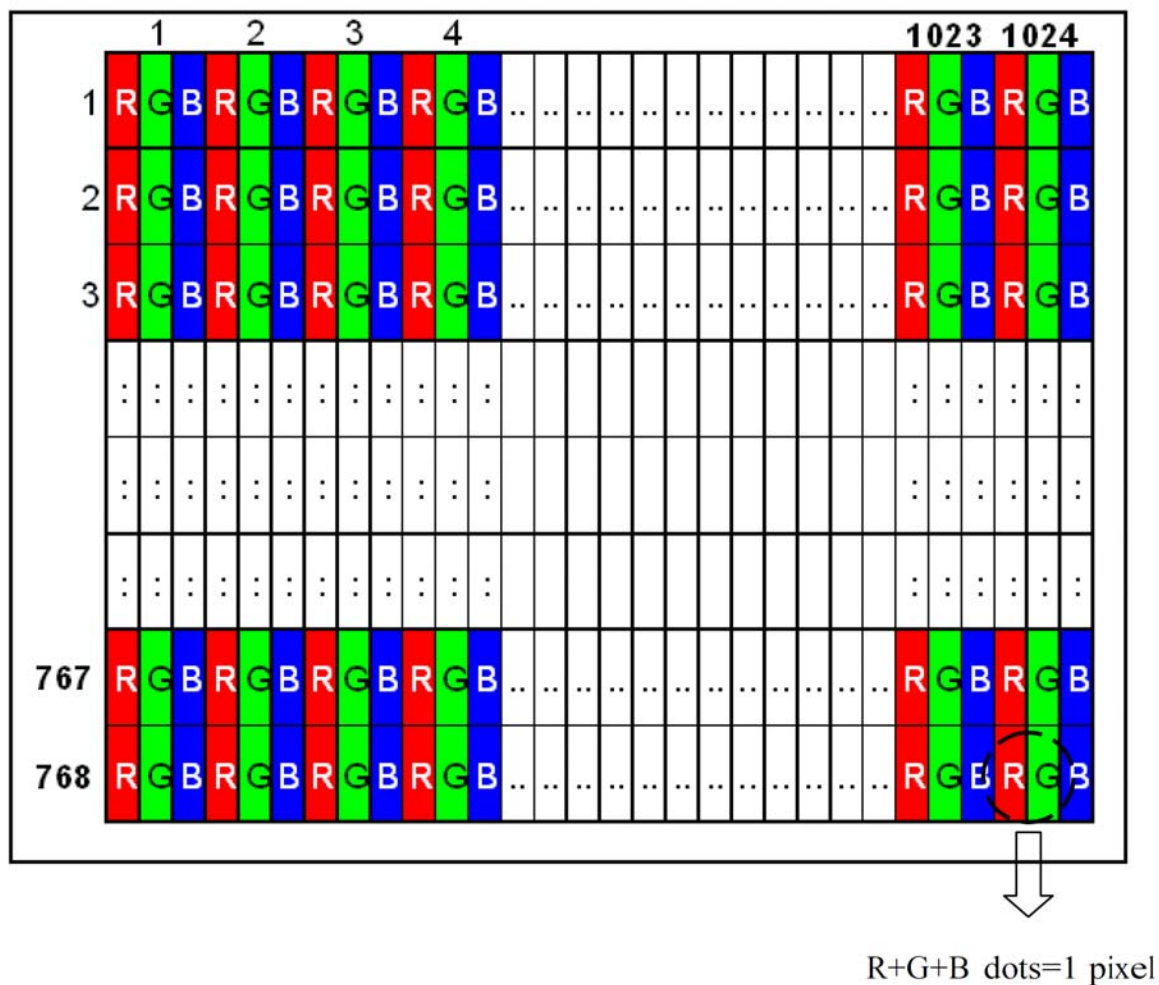 1 2 3 4 1023 1024
1 R G B R G B R G B R G B .. .. .. .. .. .. .. .. .. .. .. .. R G B R G B
2 R G B R G B R G B R G B .. .. .. .. .. .. .. .. .. .. .. .. R G B R G B
3 R G B R G B R G B R G B .. .. .. .. .. .. .. .. .. .. .. .. R G B R G B
: : : : : : : : : : : : : : : : : :
: : : : : : : : : : : : : : : : : :
: : : : : : : : : : : : : : : : : :
767 R G B R G B R G B R G B .. .. .. .. .. .. .. .. .. .. .. .. R G B R G B
768 R G B R G B R G B R G B .. .. .. .. .. .. .. .. .. .. .. .. R G B R G B
R+G+B dots=1 pixel